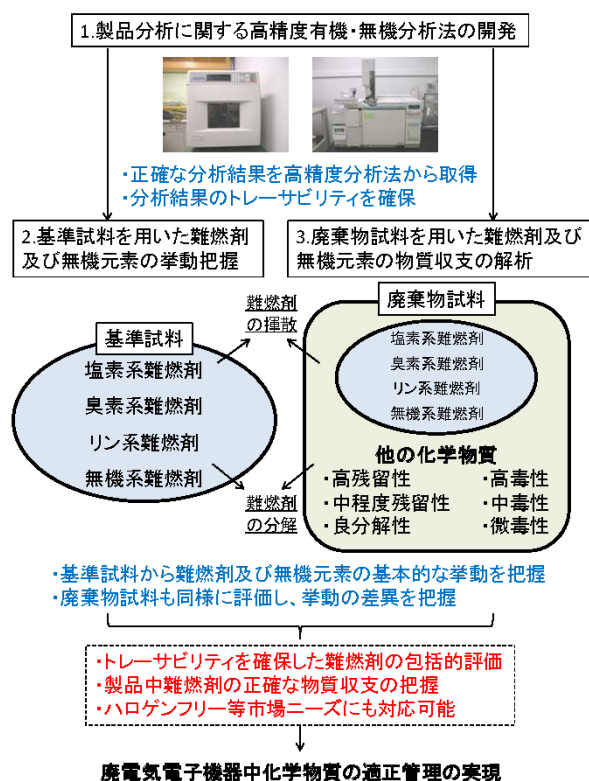 1.製品分析に関する高精度有機・無機分析法の開発
・正確な分析結果を高精度分析法から取得
・分析結果のトレーサビリティを確保
2.基準試料を用いた難燃剤
及び無機元素の挙動把握
3.廃棄物試料を用いた難燃剤及び
無機元素の物質収支の解析
基準試料
塩素系難燃剤
臭素系難燃剤
リン系難燃剤
無機系難燃剤
難燃剤
の揮散
難燃剤
の分解
廃棄物試料
塩素系難燃剤
臭素系難燃剤
リン系難燃剤
無機系難燃剤
他の化学物質
・高残留性
・中程度残留性
・良分解性
・高毒性
・中毒性
・微毒性
・基準試料から難燃剤及び無機元素の基本的な挙動を把握
・廃棄物試料も同様に評価し、挙動の差異を把握
・トレーサビリティを確保した難燃剤の包括的評価
・製品中難燃剤の正確な物質収支の把握
・ハロゲンフリー等市場ニーズにも対応可能
廃電気電子機器中化学物質の適正管理の実現